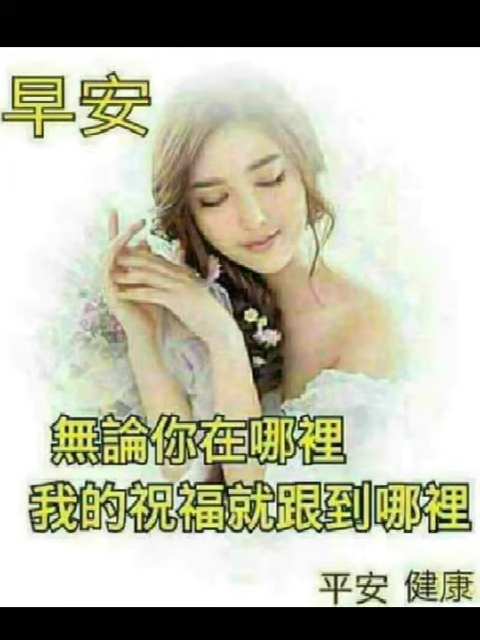 早安
無論你在哪裡
我的祝福就跟到哪裡
平安 健康